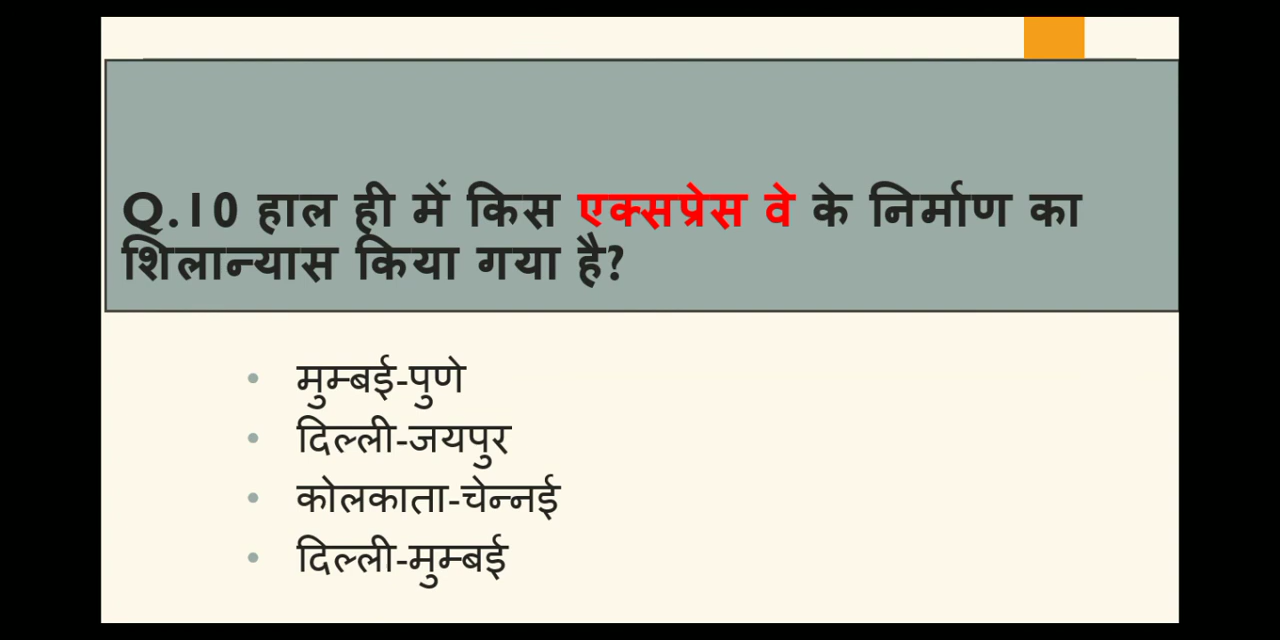 Q.10 हाल ही में किस एक्सप्रेस वे के निर्माण का
शिलान्यास किया गया है?
• मुम्बई-पुणे
• दिल्ली-जयपुर
• कोलकाता-चेन्नई
• दिल्ली-मुम्बई